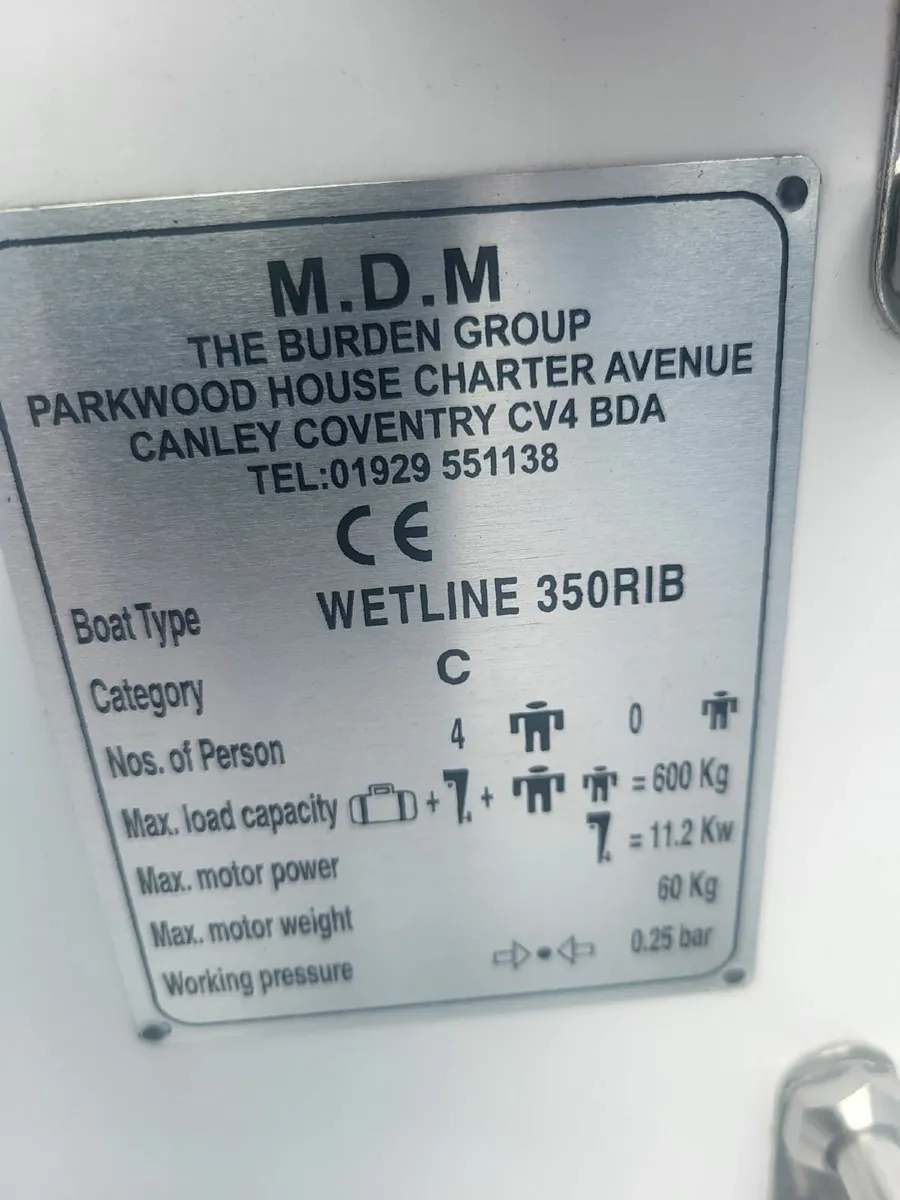 M.D.M
THE BURDEN GROUP
PARKWOOD HOUSE CHARTER AVENUE
CANLEY COVENTRY CV4 BDA
TEL:01929 551138
CE
Boat Type WETLINE 350RIB
Category C
Nos. of Person 4 0
Max. load capacity + + = 600 Kg
Max. motor power = 11.2 Kw
Max. motor weight 60 Kg
Working pressure 0.25 bar